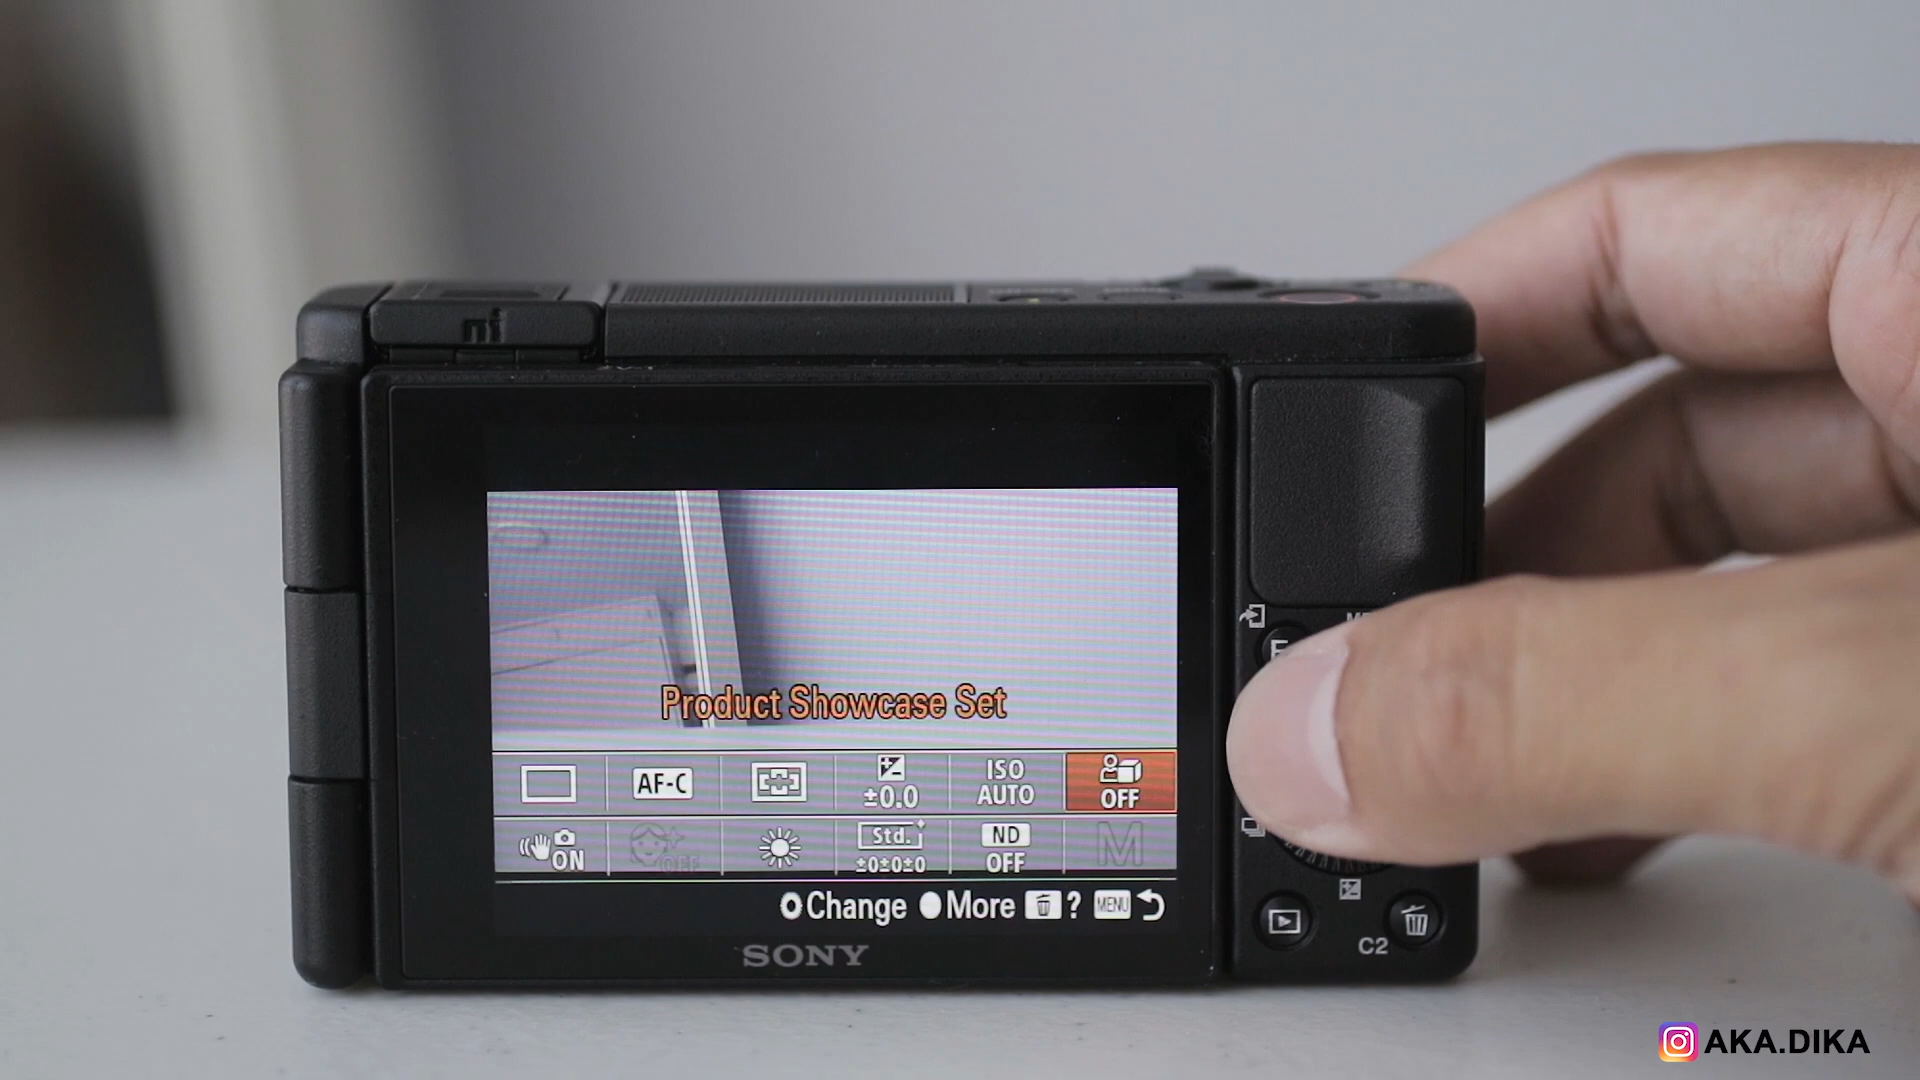 Product Showcase Set
AF-C
±0.0
ISO
AUTO
OFF
ON
OFF
Std.
±0±0±0
ND
OFF
M
Change More ? MENU
SONY
C2
AKA.DIKA